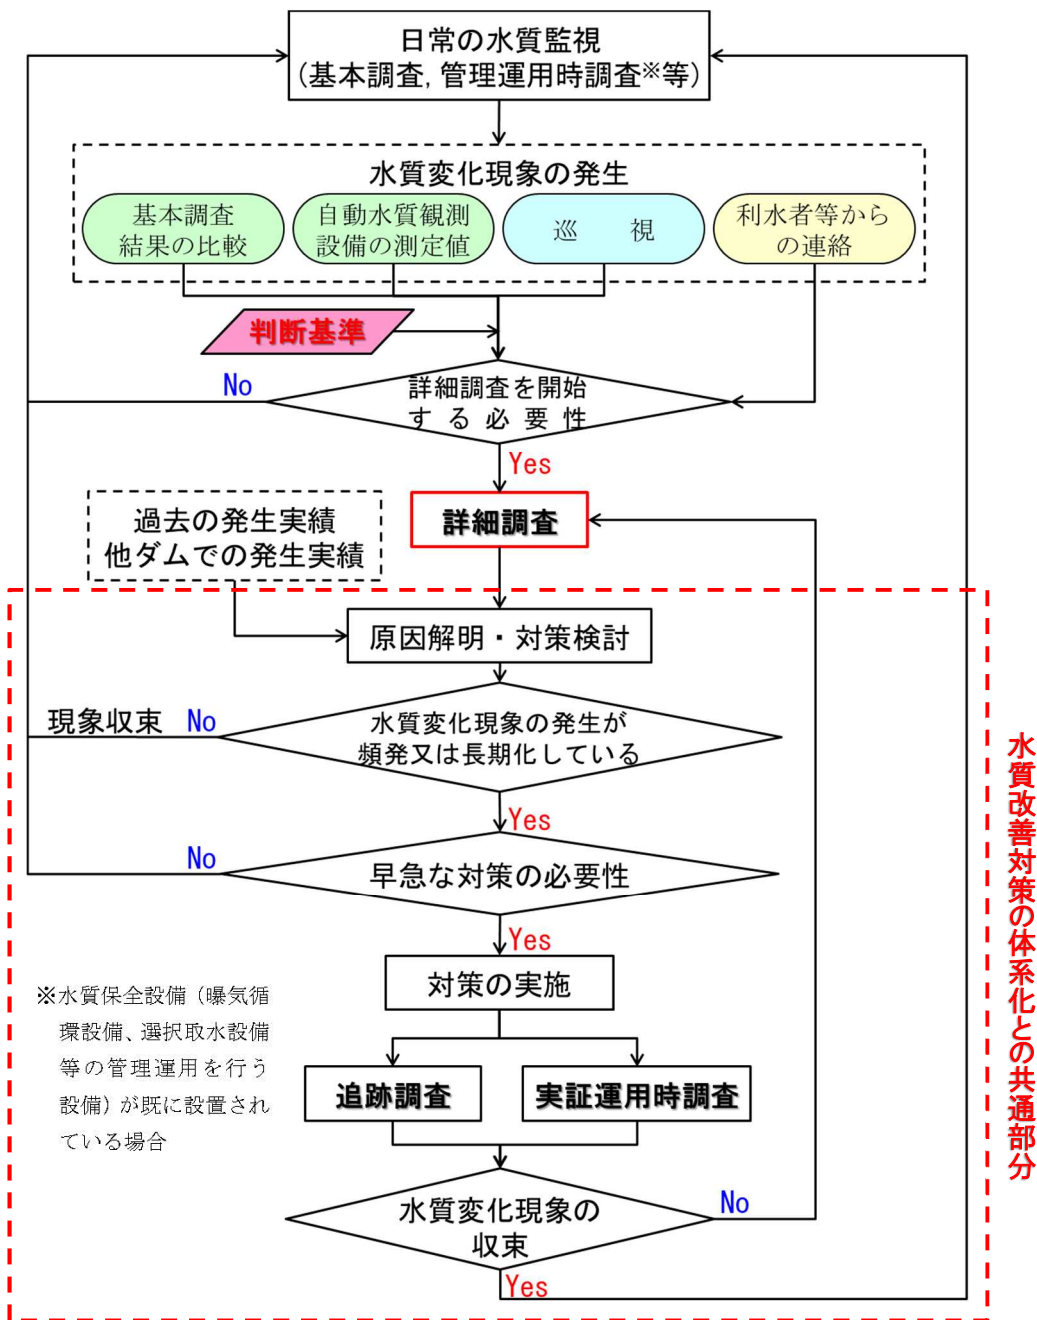 日常の水質監視
(基本調査,管理運用時調査※等)
水質変化現象の発生
基本調査
結果の比較
自動水質観測
設備の測定値
巡　視
利水者等から
の連絡
判断基準
詳細調査を開始
する必要性
No
Yes
過去の発生実績
他ダムでの発生実績
詳細調査
原因解明・対策検討
水質変化現象の発生が
頻発又は長期化している
現象収束 No
Yes
早急な対策の必要性
No
Yes
対策の実施
※水質保全設備（曝気循
環設備、選択取水設備
等の管理運用を行う
設備）が既に設置され
ている場合
追跡調査
実証運用時調査
水質変化現象の
収束
No
Yes
水質改善対策の体系化との共通部分